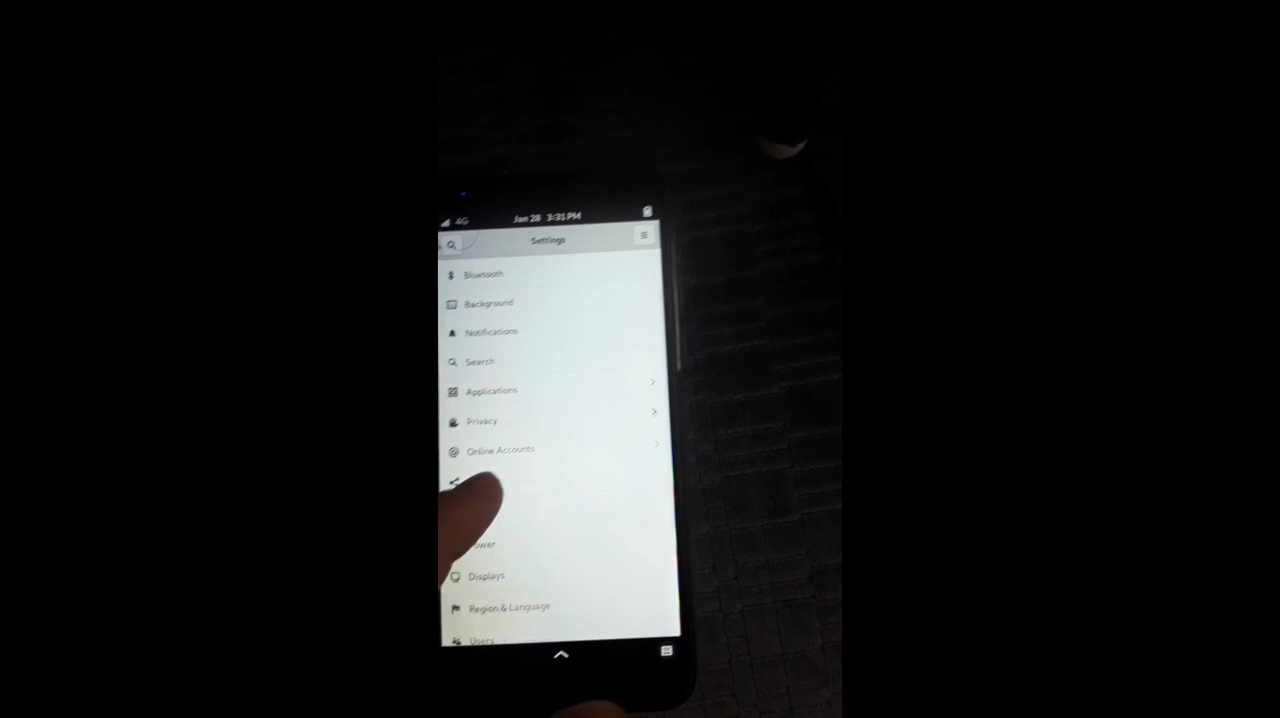 4G Jan 28 3:31 PM
Settings
Bluetooth
Background
Notifications
Search
Applications
Privacy
Online Accounts
Displays
Region & Language
Users